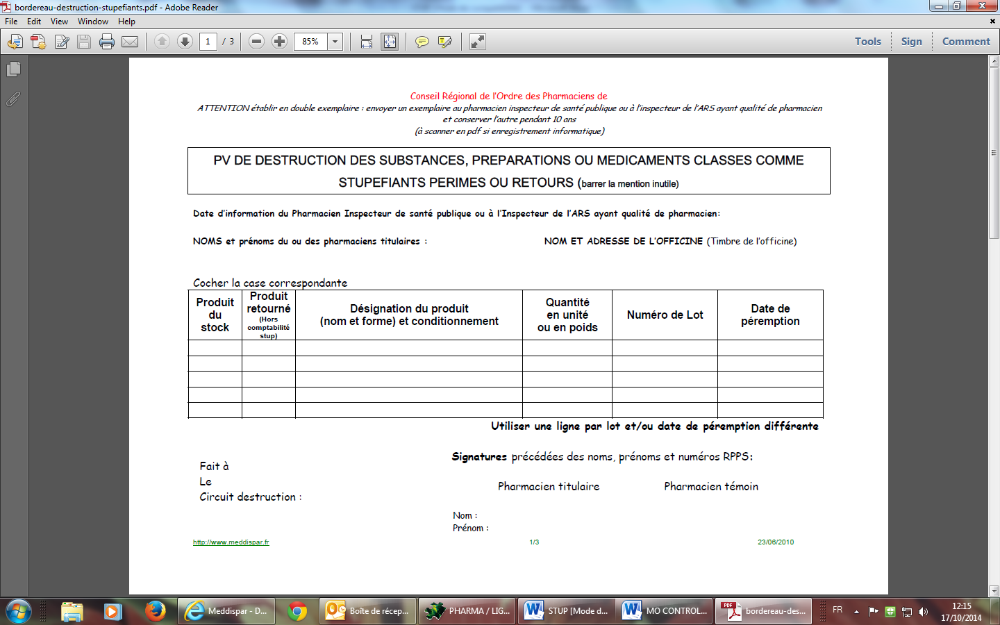 bordereau-destruction-stupefiants.pdf - Adobe Reader
File Edit View Window Help
1 / 3 85% Tools Sign Comment
Conseil Régional de l'Ordre des Pharmaciens de
ATTENTION établir en double exemplaire : envoyer un exemplaire au pharmacien inspecteur de santé publique ou à l'inspecteur de l'ARS ayant qualité de pharmacien
et conserver l'autre pendant 10 ans
(à scanner en pdf si enregistrement informatique)
PV DE DESTRUCTION DES SUBSTANCES, PREPARATIONS OU MEDICAMENTS CLASSES COMME
STUPEFIANTS PERIMES OU RETOURS (barrer la mention inutile)
Date d'information du Pharmacien Inspecteur de santé publique ou à l'Inspecteur de l'ARS ayant qualité de pharmacien:
NOMS et prénoms du ou des pharmaciens titulaires : NOM ET ADRESSE DE L'OFFICINE (Timbre de l'officine)
Cocher la case correspondante
Produit
du
stock
Produit
retourné
(Hors
comptabilité
stup)
Désignation du produit
(nom et forme) et conditionnement
Quantité
en unité
ou en poids
Numéro de Lot
Date de
péremption
Utiliser une ligne par lot et/ou date de péremption différente
Signatures précédées des noms, prénoms et numéros RPPS:
Fait à
Le
Circuit destruction :
Pharmacien titulaire Pharmacien témoin
Nom :
Prénom :
http://www.meddispar.fr 1/3 23/06/2010
Meddispar - D... Boîte de récep... PHARMA / LIG... STUP [Mode d... MO CONTROL... bordereau-des... FR 12:15
17/10/2014